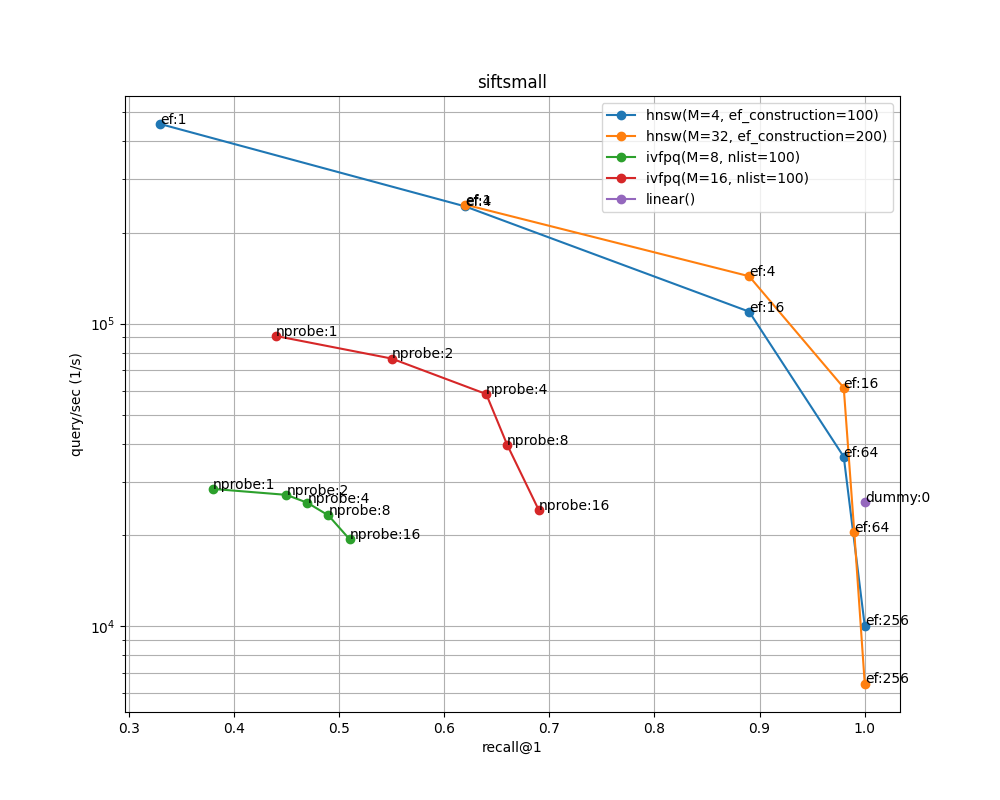 siftsmall
hnsw(M=4, ef_construction=100)
hnsw(M=32, ef_construction=200)
ivfpq(M=8, nlist=100)
ivfpq(M=16, nlist=100)
linear()
ef:1
ef:1
ef:4
ef:4
ef:16
nprobe:1
nprobe:2
ef:16
nprobe:4
nprobe:8
ef:64
nprobe:1
nprobe:2
nprobe:4
nprobe:8
nprobe:16
dummy:0
nprobe:16
ef:64
ef:256
ef:256
10⁵
10⁴
query/sec (1/s)
0.3 0.4 0.5 0.6 0.7 0.8 0.9 1.0
recall@1